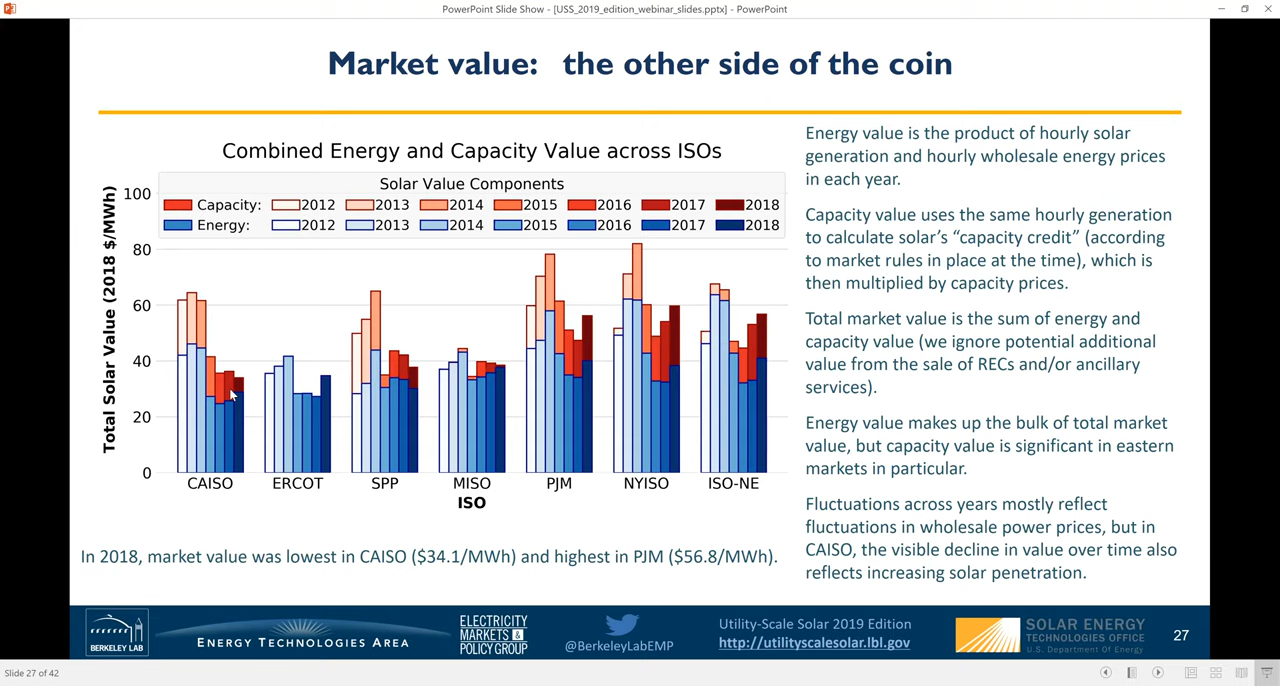 PowerPoint Slide Show - [USS_2019_edition_webinar_slides.pptx] - PowerPoint
Market value: the other side of the coin
Combined Energy and Capacity Value across ISOs
Total Solar Value (2018 $/MWh)
100
80
60
40
20
0
Solar Value Components
Capacity: 2012 2013 2014 2015 2016 2017 2018
Energy: 2012 2013 2014 2015 2016 2017 2018
CAISO ERCOT SPP MISO PJM NYISO ISO-NE
ISO
In 2018, market value was lowest in CAISO ($34.1/MWh) and highest in PJM ($56.8/MWh).
Energy value is the product of hourly solar
generation and hourly wholesale energy prices
in each year.
Capacity value uses the same hourly generation
to calculate solar’s “capacity credit” (according
to market rules in place at the time), which is
then multiplied by capacity prices.
Total market value is the sum of energy and
capacity value (we ignore potential additional
value from the sale of RECs and/or ancillary
services).
Energy value makes up the bulk of total market
value, but capacity value is significant in eastern
markets in particular.
Fluctuations across years mostly reflect
fluctuations in wholesale power prices, but in
CAISO, the visible decline in value over time also
reflects increasing solar penetration.
BERKELEY LAB
ENERGY TECHNOLOGIES AREA
ELECTRICITY
MARKETS &
POLICY GROUP
@BerkeleyLabEMP
Utility-Scale Solar 2019 Edition
http://utilityscalesolar.lbl.gov
SOLAR ENERGY
TECHNOLOGIES OFFICE
U.S. Department Of Energy
27
Slide 27 of 42